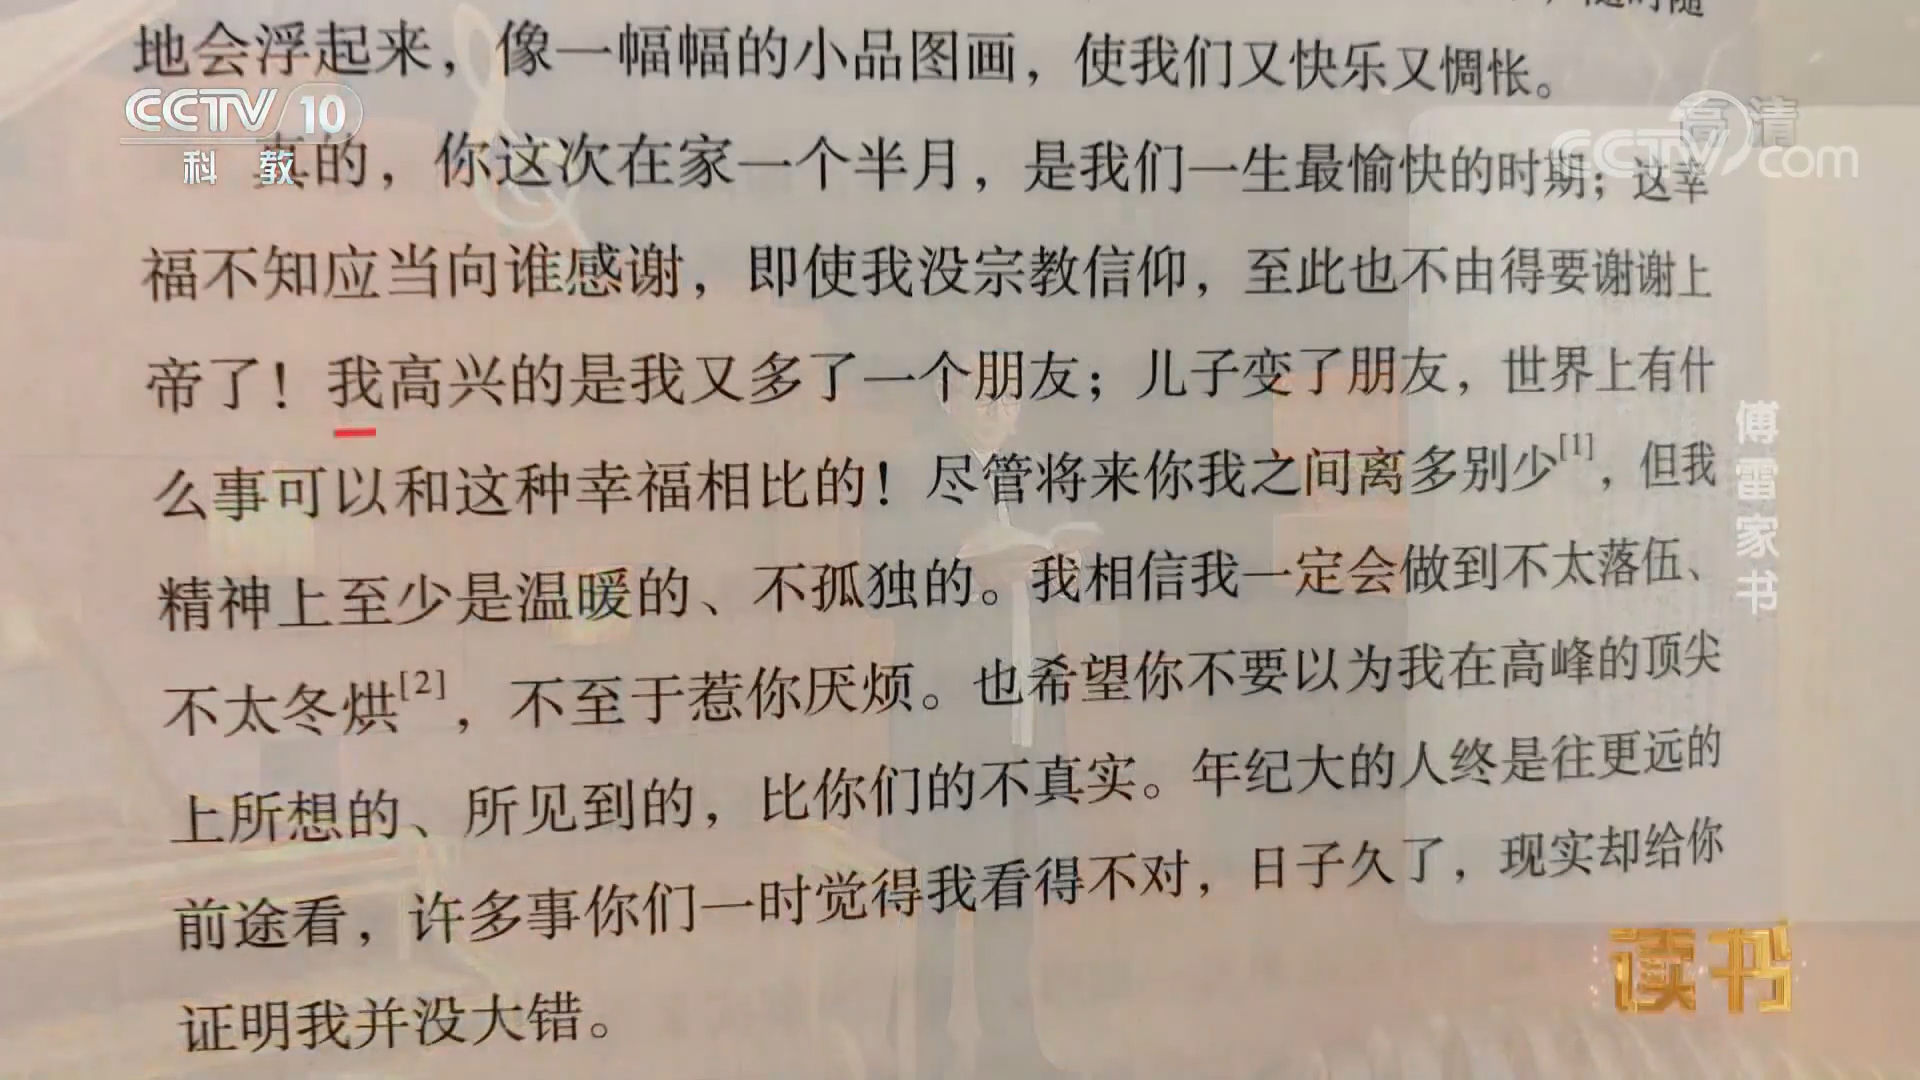 随时随
地会浮起来，像一幅幅的小品图画，使我们又快乐又惆怅。
真的，你这次在家一个半月，是我们一生最愉快的时期；这幸
福不知应当向谁感谢，即使我没宗教信仰，至此也不由得要谢谢上
帝了！我高兴的是我又多了一个朋友；儿子变了朋友，世界上有什
么事可以和这种幸福相比的！尽管将来你我之间离多别少[1]，但我
精神上至少是温暖的、不孤独的。我相信我一定会做到不太落伍、
不太冬烘[2]，不至于惹你厌烦。也希望你不要以为我在高峰的顶尖
上所想的、所见到的，比你们的不真实。年纪大的人终是往更远的
前途看，许多事你们一时觉得我看得不对，日子久了，现实却给你
证明我并没大错。
CCTV 10
科教
高清
CCTV.com
傅雷家书
读书